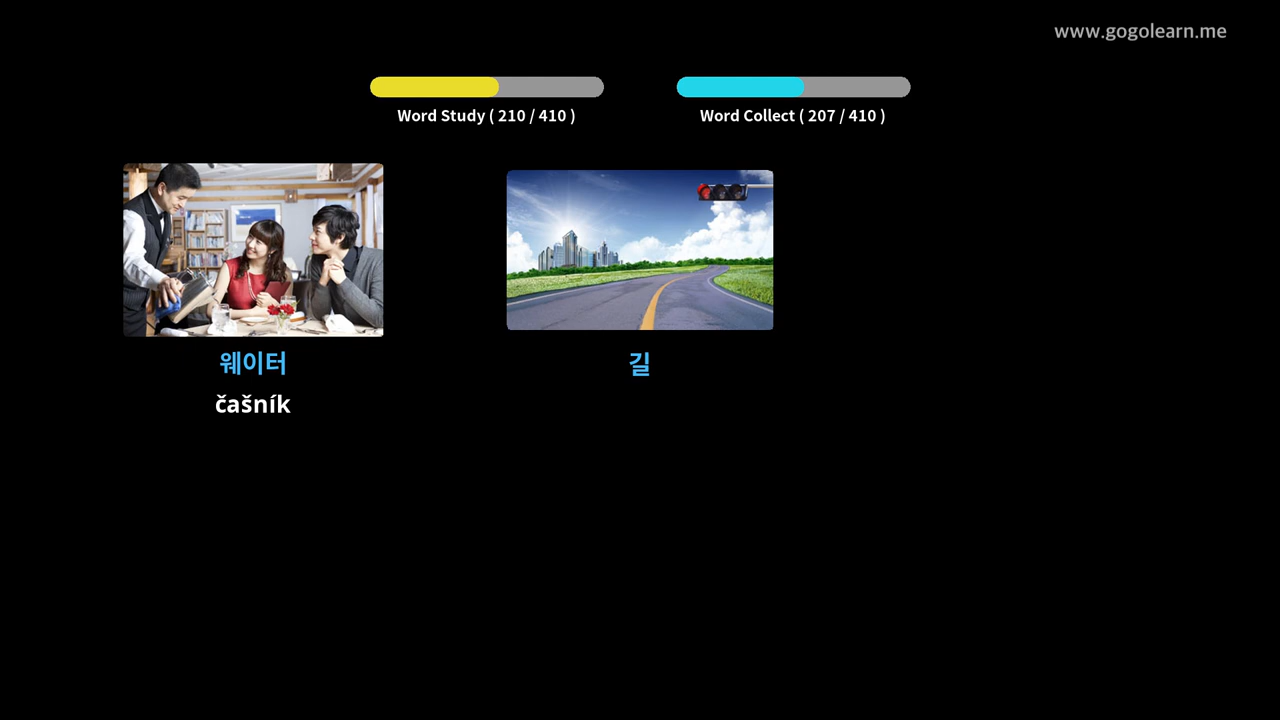 www.gogolearn.me
Word Study ( 210 / 410 )
Word Collect ( 207 / 410 )
웨이터
čašník
길